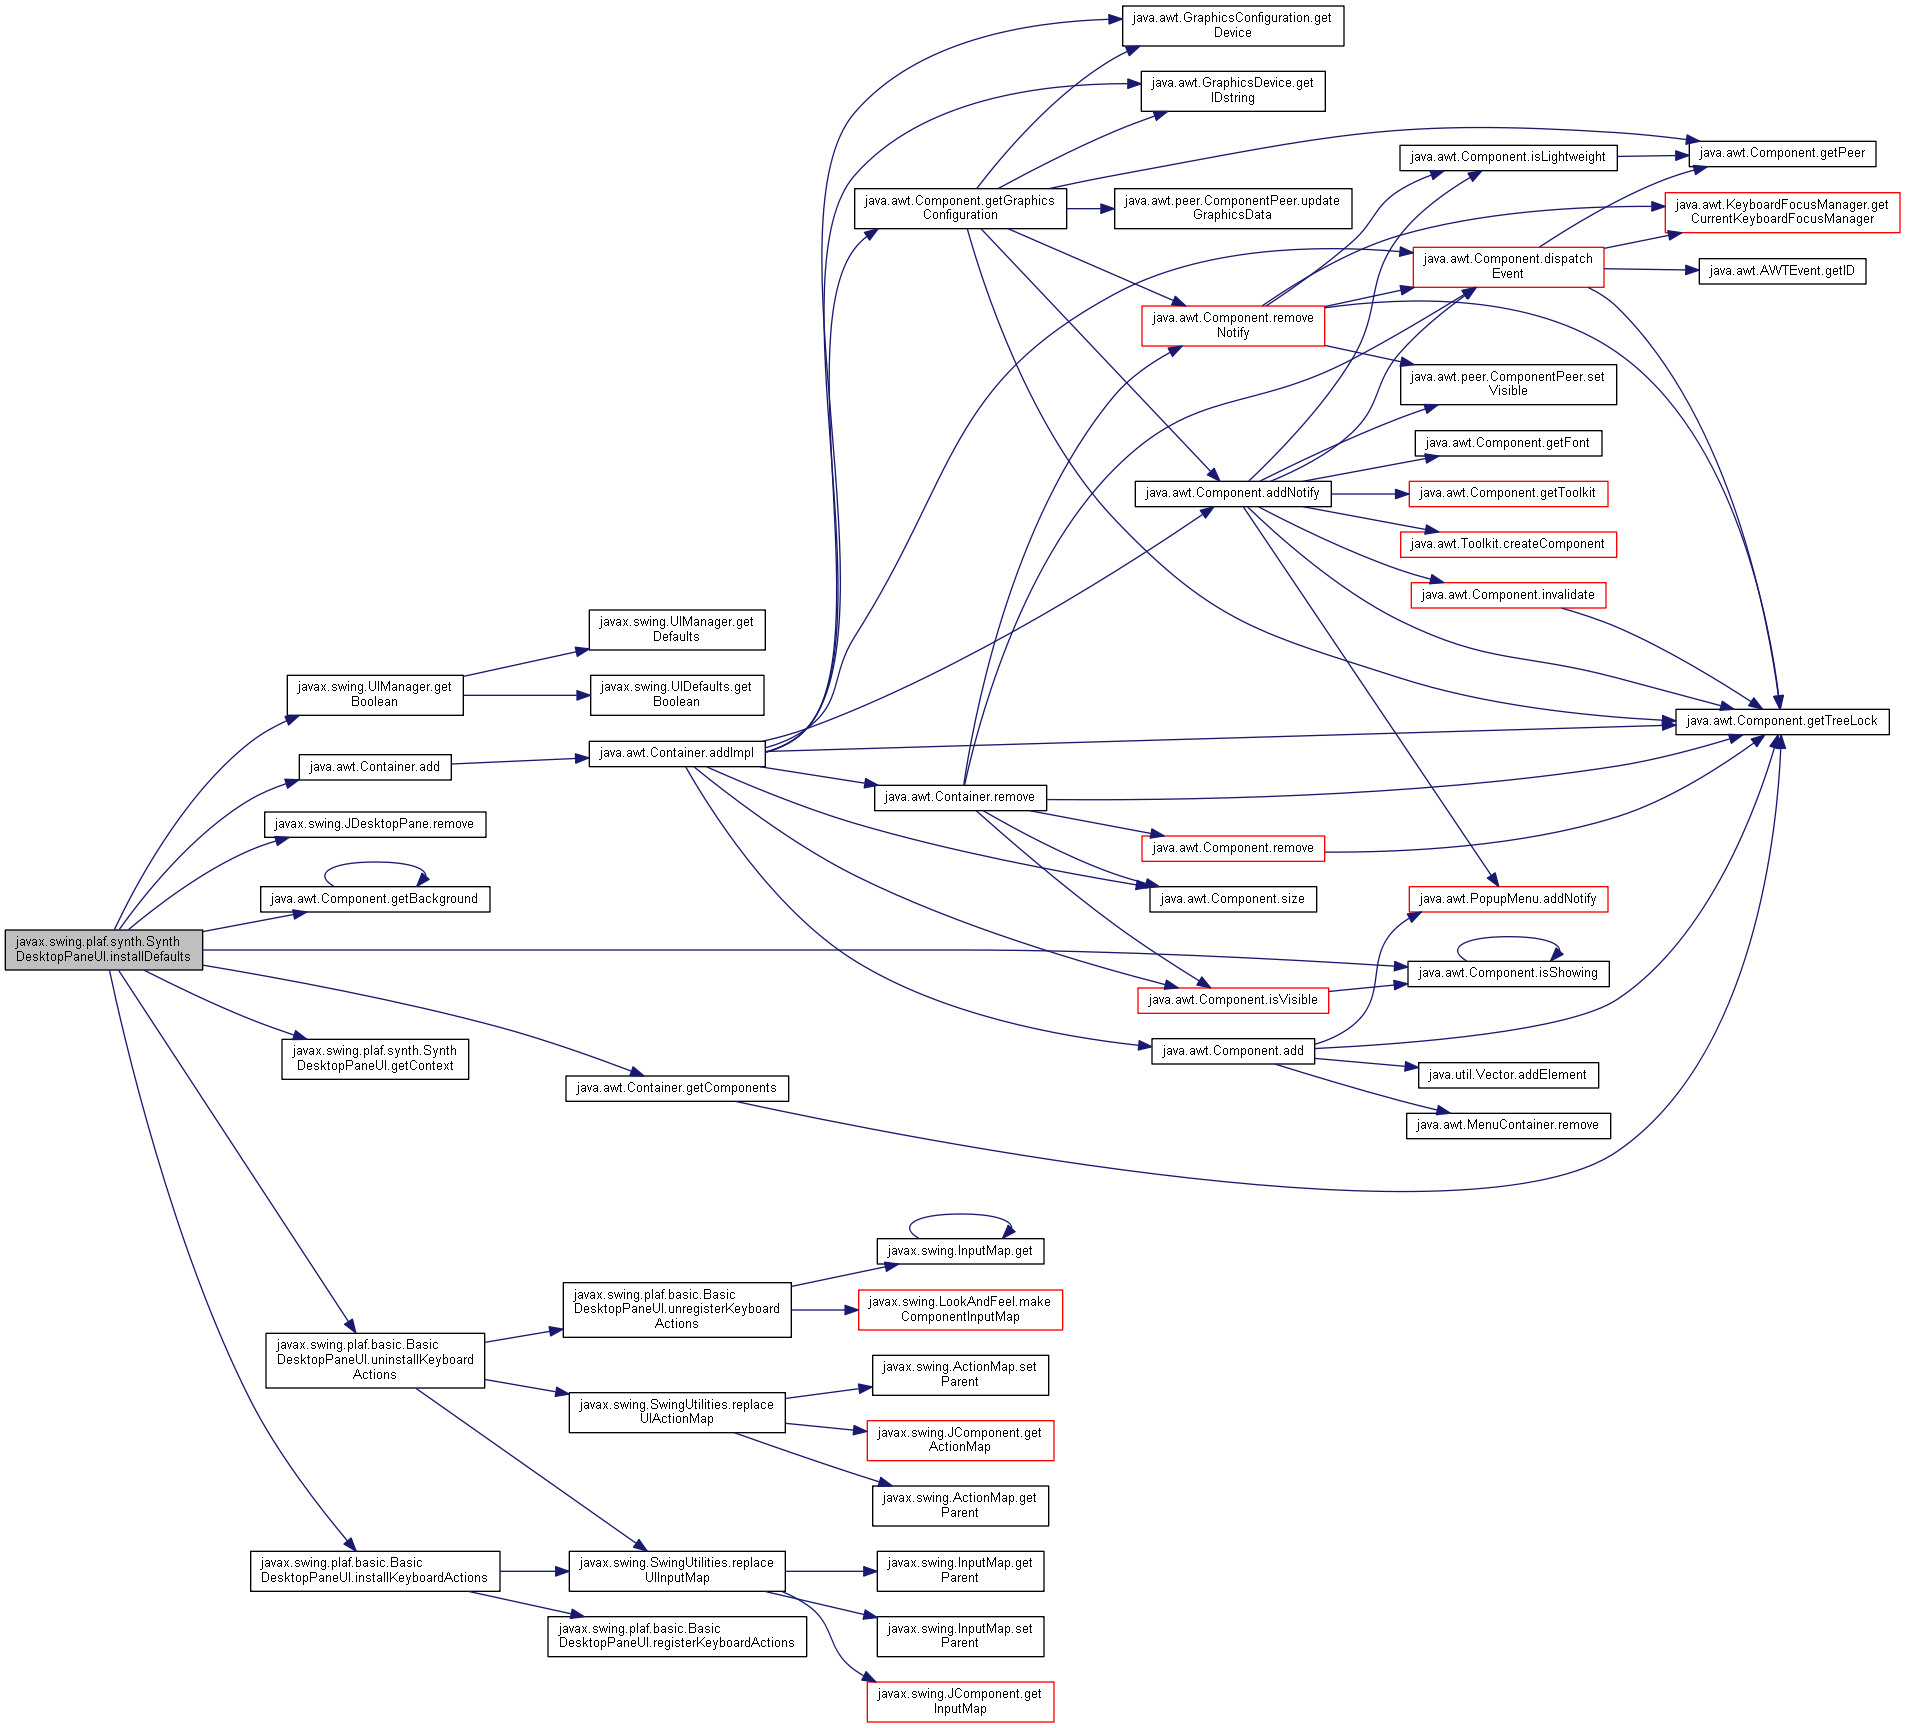 java.awt.GraphicsConfiguration.get
Device
java.awt.GraphicsDevice.get
IDstring
java.awt.Component.isLightweight
java.awt.Component.getPeer
java.awt.Component.getGraphics
Configuration
java.awt.peer.ComponentPeer.update
GraphicsData
java.awt.KeyboardFocusManager.get
CurrentKeyboardFocusManager
java.awt.Component.dispatch
Event
java.awt.AWTEvent.getID
java.awt.Component.remove
Notify
java.awt.peer.ComponentPeer.set
Visible
java.awt.Component.getFont
java.awt.Component.addNotify
java.awt.Component.getToolkit
java.awt.Toolkit.createComponent
java.awt.Component.invalidate
javax.swing.UIManager.get
Defaults
javax.swing.UIManager.get
Boolean
javax.swing.UIDefaults.get
Boolean
java.awt.Component.getTreeLock
java.awt.Container.addImpl
java.awt.Container.add
java.awt.Container.remove
javax.swing.JDesktopPane.remove
java.awt.Component.remove
java.awt.Component.getBackground
java.awt.Component.size
java.awt.PopupMenu.addNotify
javax.swing.plaf.synth.Synth
DesktopPaneUI.installDefaults
java.awt.Component.isShowing
java.awt.Component.isVisible
javax.swing.plaf.synth.Synth
DesktopPaneUI.getContext
java.awt.Component.add
java.util.Vector.addElement
java.awt.Container.getComponents
java.awt.MenuContainer.remove
javax.swing.InputMap.get
javax.swing.plaf.basic.Basic
DesktopPaneUI.unregisterKeyboard
Actions
javax.swing.LookAndFeel.make
ComponentInputMap
javax.swing.plaf.basic.Basic
DesktopPaneUI.uninstallKeyboard
Actions
javax.swing.ActionMap.set
Parent
javax.swing.SwingUtilities.replace
UIActionMap
javax.swing.JComponent.get
ActionMap
javax.swing.ActionMap.get
Parent
javax.swing.plaf.basic.Basic
DesktopPaneUI.installKeyboardActions
javax.swing.SwingUtilities.replace
UIInputMap
javax.swing.InputMap.get
Parent
javax.swing.plaf.basic.Basic
DesktopPaneUI.registerKeyboardActions
javax.swing.InputMap.set
Parent
javax.swing.JComponent.get
InputMap